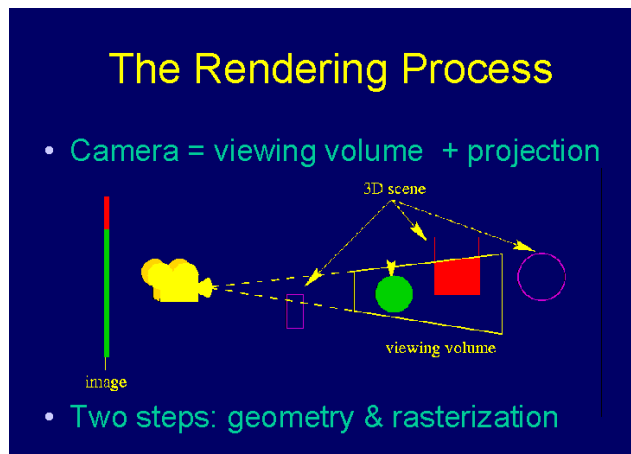 The Rendering Process
• Camera = viewing volume + projection
3D scene
viewing volume
image
• Two steps: geometry & rasterization